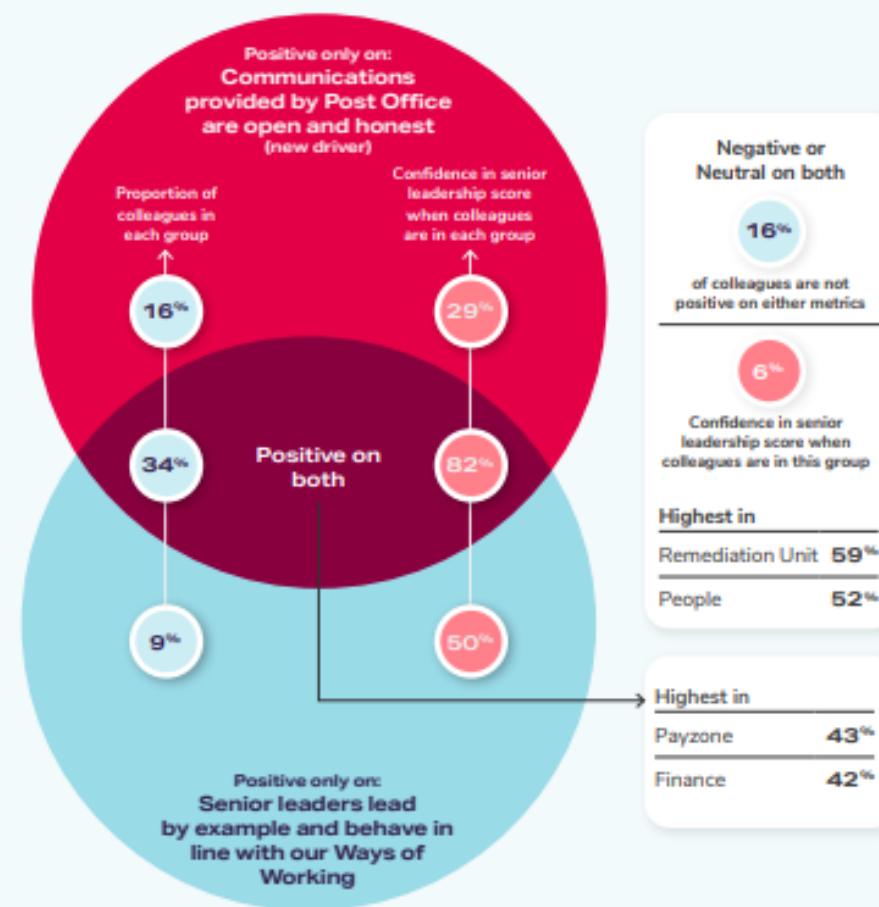 Positive only on:
Communications
provided by Post Office
are open and honest
(new driver)
Proportion of
colleagues in
each group
Confidence in senior
leadership score
when colleagues
are in each group
16%
29%
34%
Positive on
both
82%
9%
50%
Positive only on:
Senior leaders lead
by example and behave in
line with our Ways of
Working
Negative or
Neutral on both
16%
of colleagues are not
positive on either metrics
6%
Confidence in senior
leadership score when
colleagues are in this group
Highest in
Remediation Unit 59%
People 52%
Highest in
Payzone 43%
Finance 42%